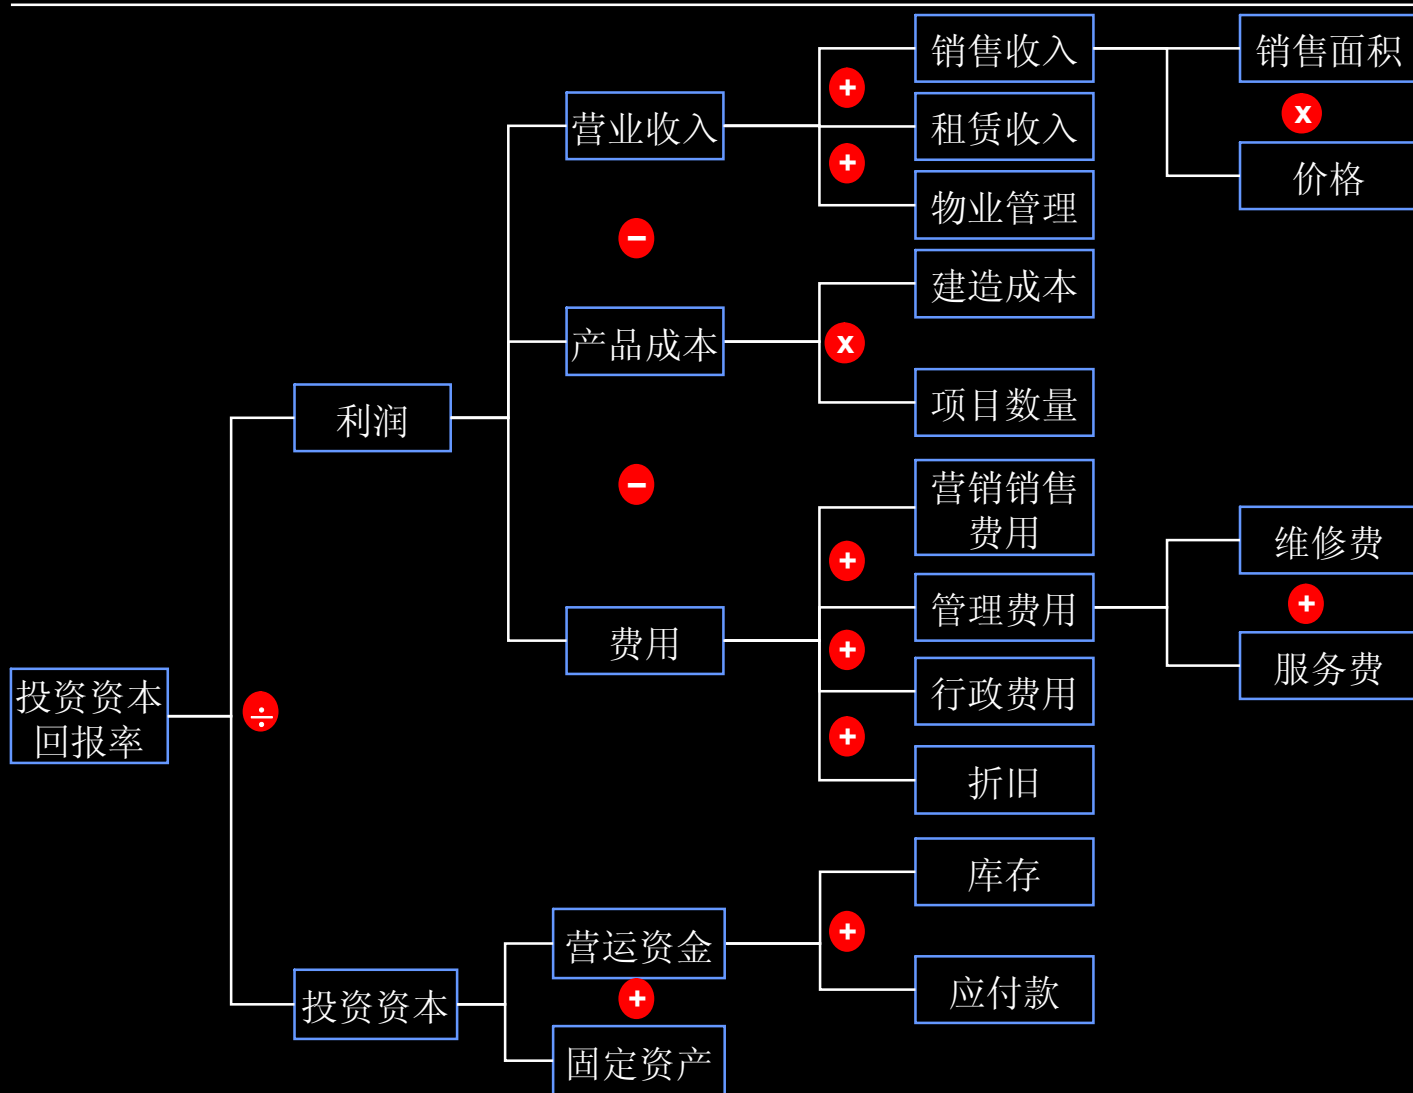 销售收入
销售面积
+
x
营业收入
租赁收入
+
价格
物业管理
−
建造成本
产品成本
x
利润
项目数量
−
营销销售
费用
+
维修费
管理费用
+
费用
+
服务费
行政费用
投资资本
回报率
÷
+
折旧
库存
营运资金
+
投资资本
+
应付款
固定资产